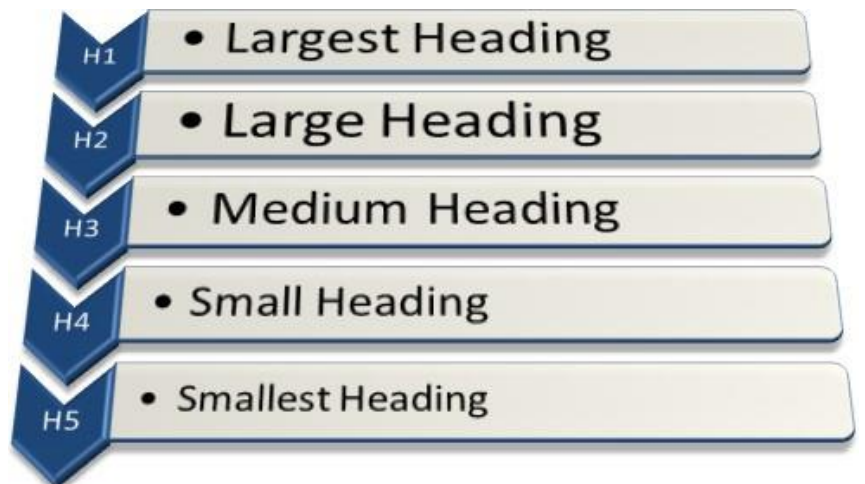 H1 • Largest Heading
H2 • Large Heading
H3 • Medium Heading
H4 • Small Heading
H5 • Smallest Heading